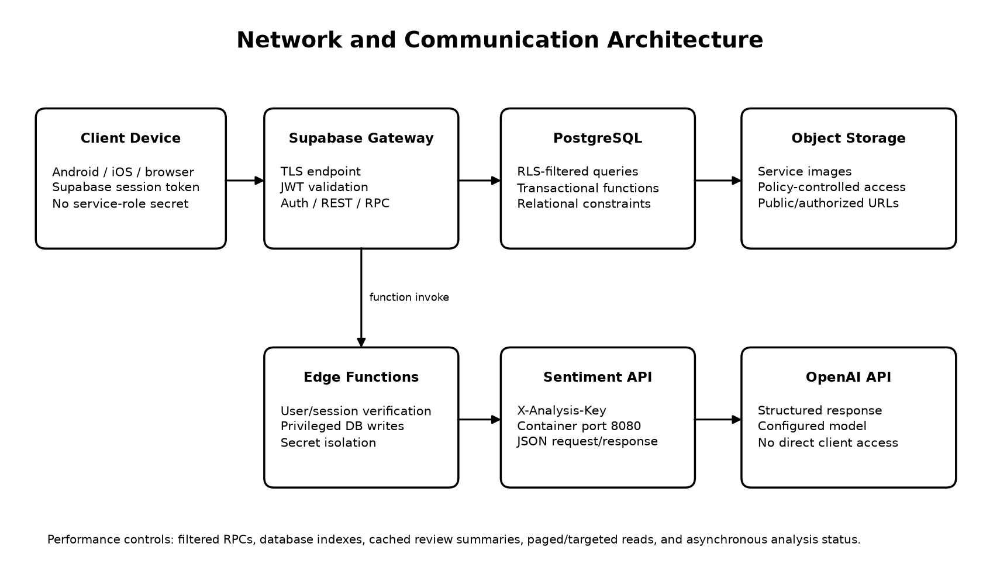 Network and Communication Architecture
Client Device
Android / iOS / browser
Supabase session token
No service-role secret
Supabase Gateway
TLS endpoint
JWT validation
Auth / REST / RPC
PostgreSQL
RLS-filtered queries
Transactional functions
Relational constraints
Object Storage
Service images
Policy-controlled access
Public/authorized URLs
function invoke
Edge Functions
User/session verification
Privileged DB writes
Secret isolation
Sentiment API
X-Analysis-Key
Container port 8080
JSON request/response
OpenAI API
Structured response
Configured model
No direct client access
Performance controls: filtered RPCs, database indexes, cached review summaries, paged/targeted reads, and asynchronous analysis status.